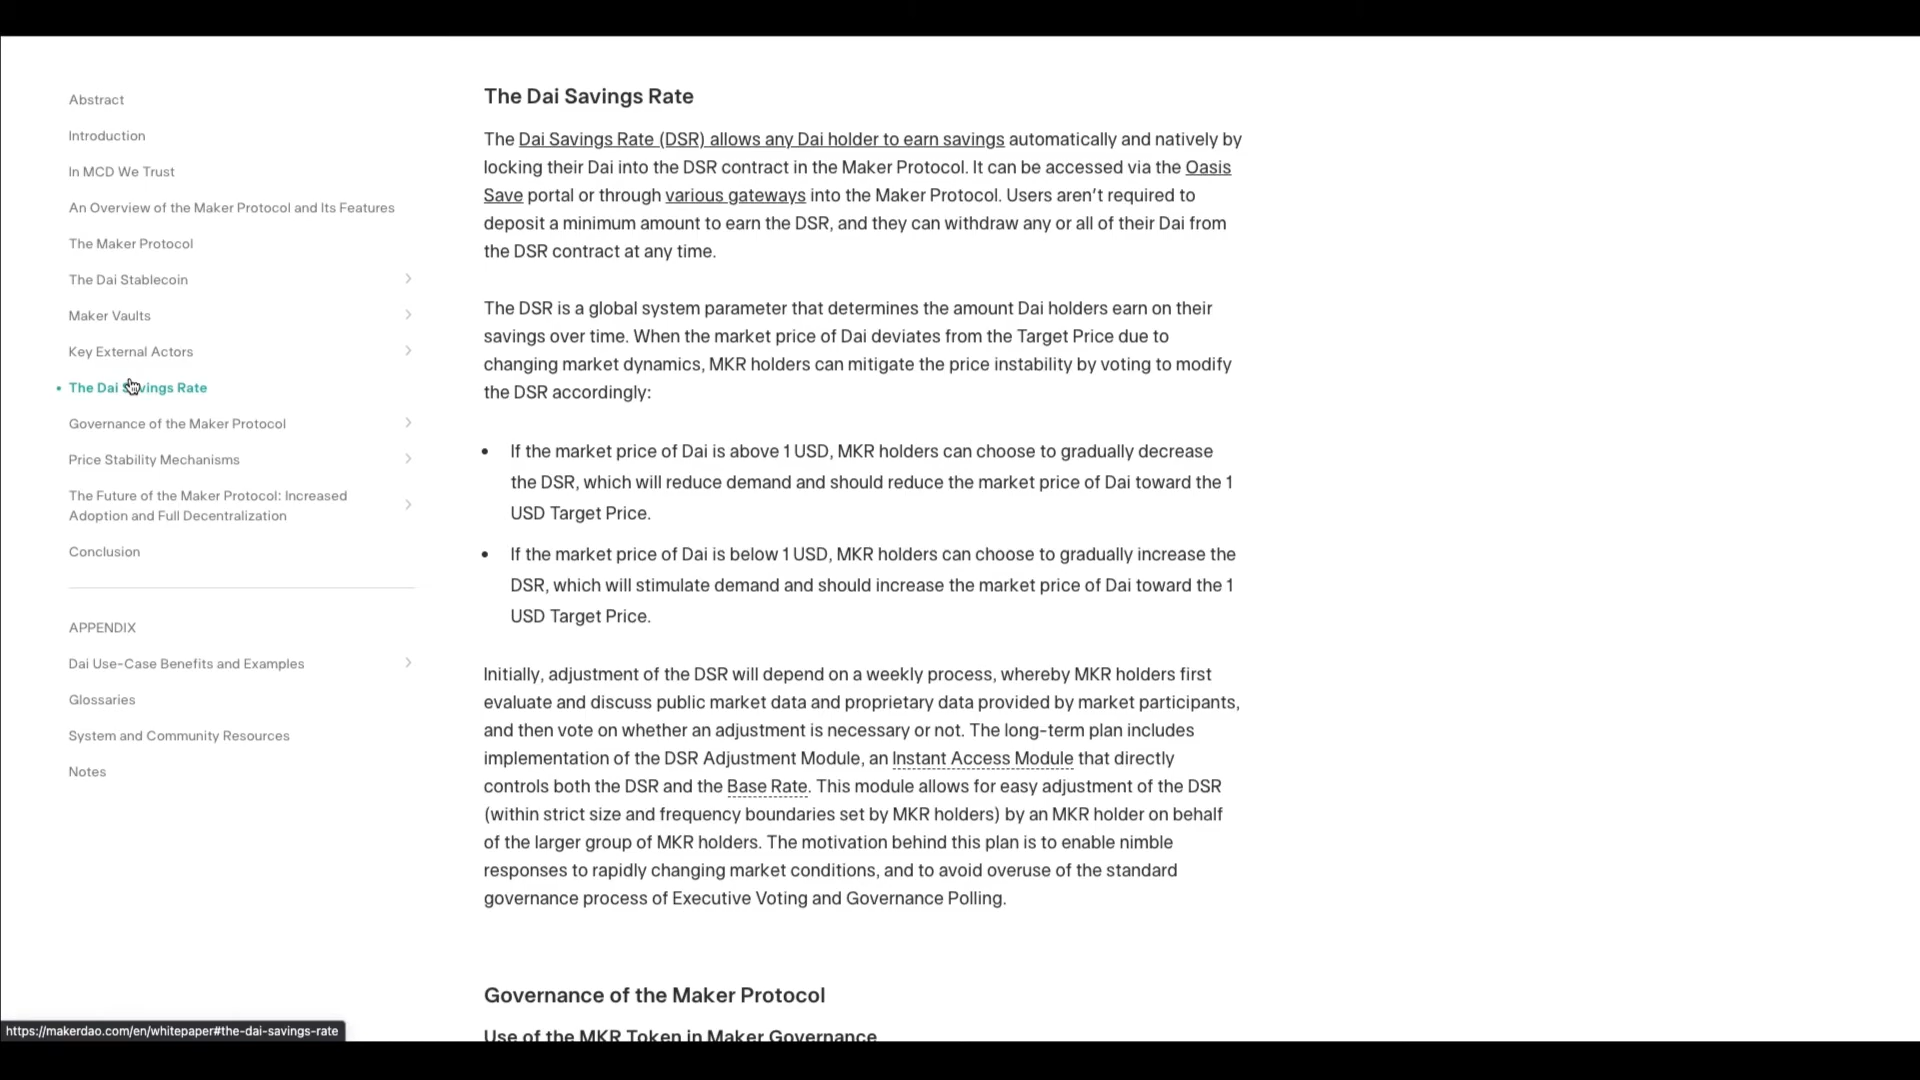 Abstract
Introduction
In MCD We Trust
An Overview of the Maker Protocol and Its Features
The Maker Protocol
The Dai Stablecoin
Maker Vaults
Key External Actors
The Dai Savings Rate
Governance of the Maker Protocol
Price Stability Mechanisms
The Future of the Maker Protocol: Increased
Adoption and Full Decentralization
Conclusion
APPENDIX
Dai Use-Case Benefits and Examples
Glossaries
System and Community Resources
Notes
The Dai Savings Rate
The Dai Savings Rate (DSR) allows any Dai holder to earn savings automatically and natively by
locking their Dai into the DSR contract in the Maker Protocol. It can be accessed via the Oasis
Save portal or through various gateways into the Maker Protocol. Users aren’t required to
deposit a minimum amount to earn the DSR, and they can withdraw any or all of their Dai from
the DSR contract at any time.
The DSR is a global system parameter that determines the amount Dai holders earn on their
savings over time. When the market price of Dai deviates from the Target Price due to
changing market dynamics, MKR holders can mitigate the price instability by voting to modify
the DSR accordingly:
• If the market price of Dai is above 1 USD, MKR holders can choose to gradually decrease
the DSR, which will reduce demand and should reduce the market price of Dai toward the 1
USD Target Price.
• If the market price of Dai is below 1 USD, MKR holders can choose to gradually increase the
DSR, which will stimulate demand and should increase the market price of Dai toward the 1
USD Target Price.
Initially, adjustment of the DSR will depend on a weekly process, whereby MKR holders first
evaluate and discuss public market data and proprietary data provided by market participants,
and then vote on whether an adjustment is necessary or not. The long-term plan includes
implementation of the DSR Adjustment Module, an Instant Access Module that directly
controls both the DSR and the Base Rate. This module allows for easy adjustment of the DSR
(within strict size and frequency boundaries set by MKR holders) by an MKR holder on behalf
of the larger group of MKR holders. The motivation behind this plan is to enable nimble
responses to rapidly changing market conditions, and to avoid overuse of the standard
governance process of Executive Voting and Governance Polling.
Governance of the Maker Protocol
Use of the MKR Token in Maker Governance
https://makerdao.com/en/whitepaper#the-dai-savings-rate